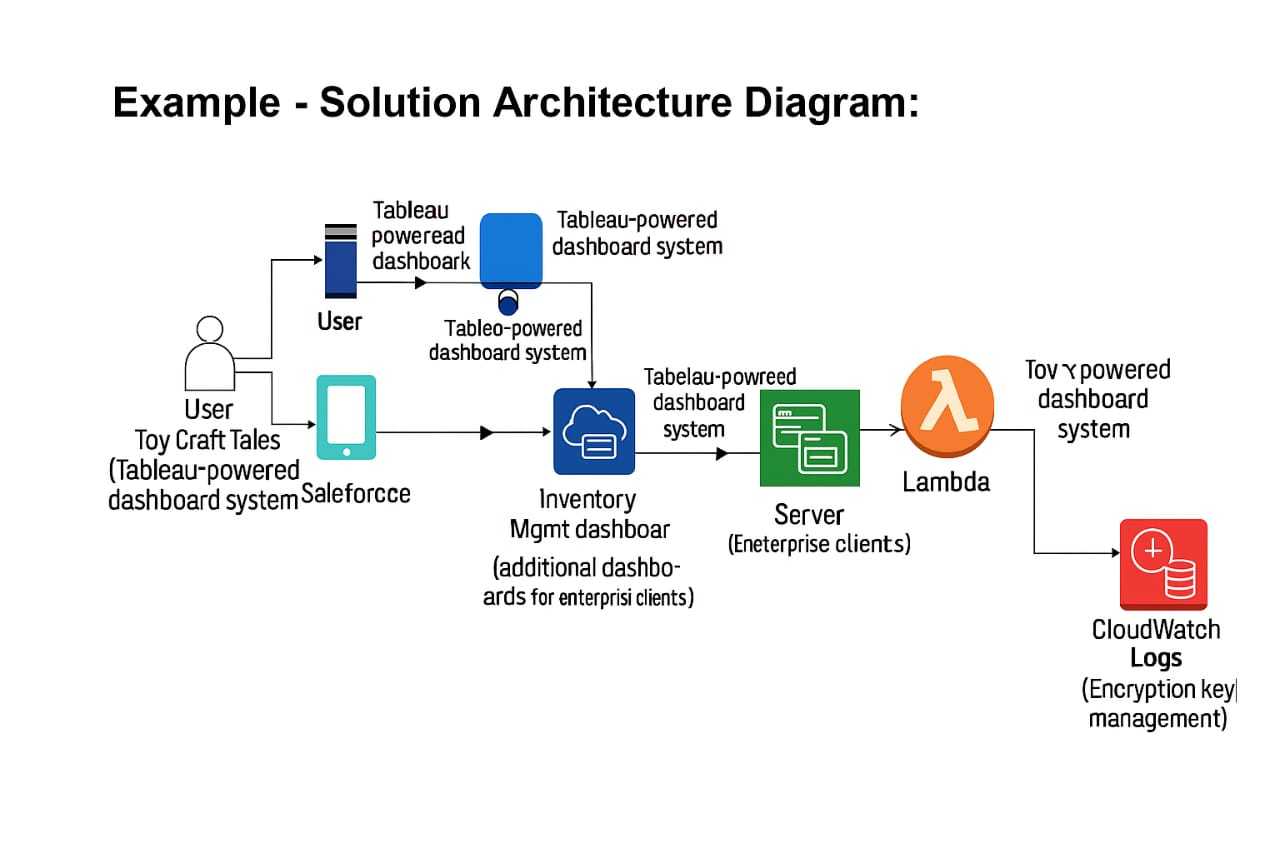 Example - Solution Architecture Diagram:
Tableau
poweread
dashboark
Tableau-powered
dashboard system
User
Tableo-powered
dashboard system
User
Toy Craft Tales
(Tableau-powered
dashboard system
Saleforcce
Inventory
Mgmt dashboar
(additional dashbo-
ards for enterprisi clients)
Tabelau-powreed
dashboard
system
Server
(Eneterprise clients)
Lambda
powered
dashboard
system
CloudWatch
Logs
(Encryption key
management)